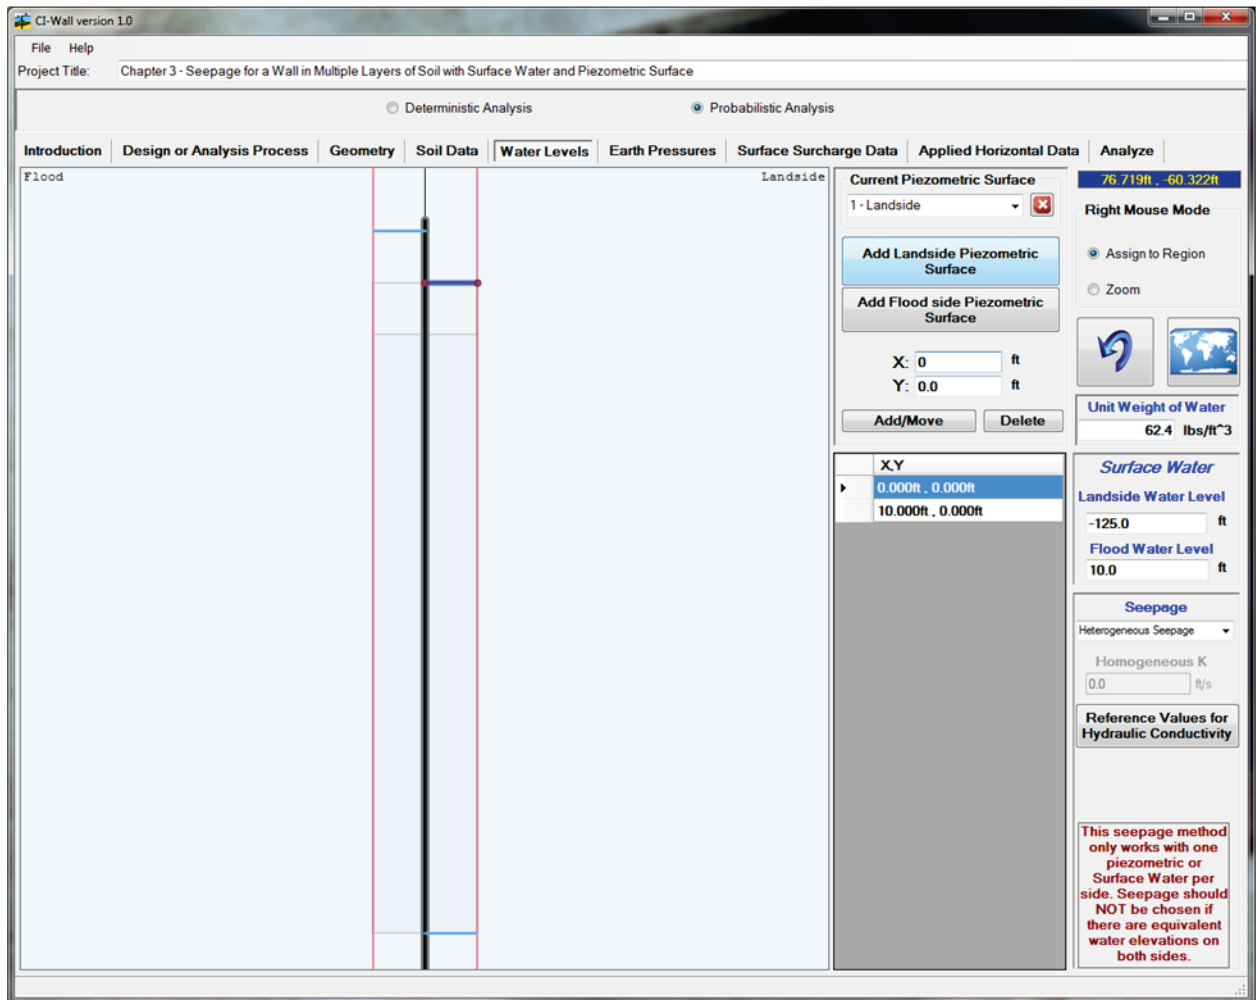 CI-Wall version 1.0
File Help
Project Title: Chapter 3 - Seepage for a Wall in Multiple Layers of Soil with Surface Water and Piezometric Surface
Deterministic Analysis Probabilistic Analysis
Introduction Design or Analysis Process Geometry Soil Data Water Levels Earth Pressures Surface Surcharge Data Applied Horizontal Data Analyze
Flood Landside
Current Piezometric Surface
1 - Landside
Add Landside Piezometric
Surface
Add Flood side Piezometric
Surface
X: 0 ft
Y: 0.0 ft
Add/Move Delete
X,Y
0.000ft , 0.000ft
10.000ft , 0.000ft
76.719ft , -60.322ft
Right Mouse Mode
Assign to Region
Zoom
Unit Weight of Water
62.4 lbs/ft^3
Surface Water
Landside Water Level
-125.0 ft
Flood Water Level
10.0 ft
Seepage
Heterogeneous Seepage
Homogeneous K
0.0 ft/s
Reference Values for
Hydraulic Conductivity
This seepage method
only works with one
piezometric or
Surface Water per
side. Seepage should
NOT be chosen if
there are equivalent
water elevations on
both sides.